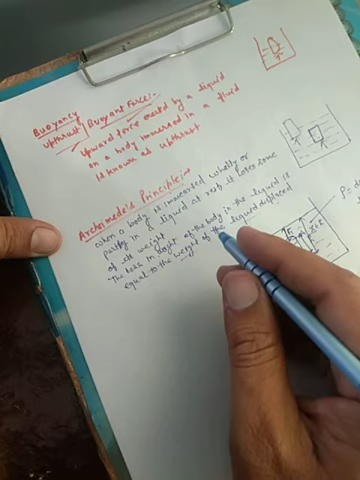 Buoyancy
Upthrust
Buoyant Force:-
Upward force exerted by a liquid
in a body immersed in a fluid
is known as upthrust
Archimede's Principle:-
When a body is immersed wholly or
partly in a liquid at rest, it loses some
of its weight
The loss in weight of the body in the liquid is
equal to the weight of the liquid displaced